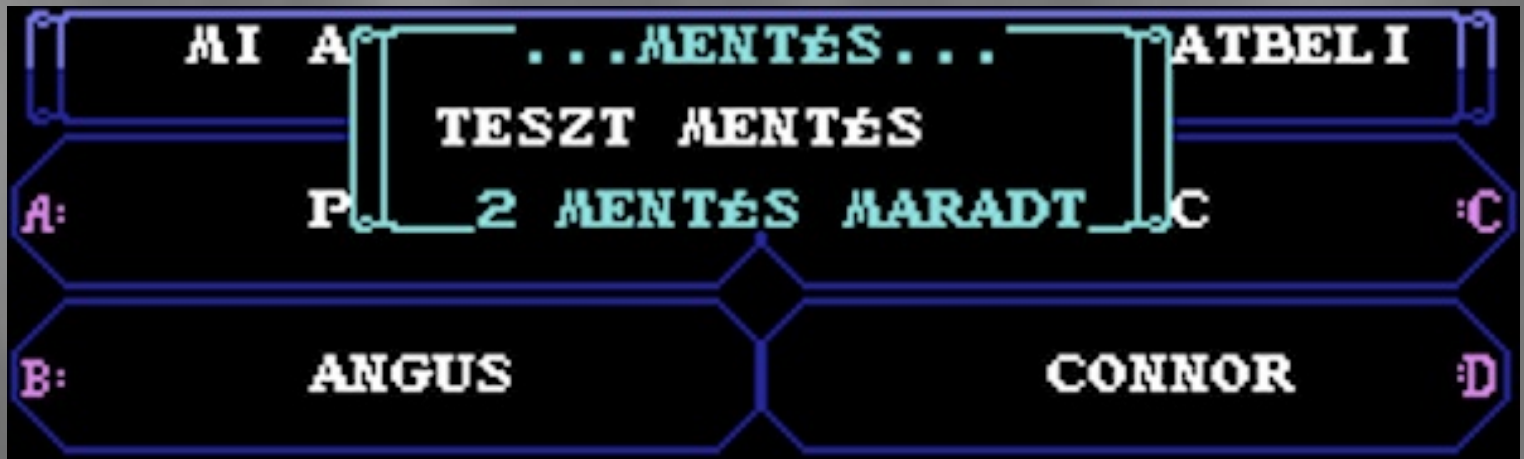 ...MENTéS...
MI A ATBELI
TESZT MENTéS
2 MENTéS MARADT
A: P C :C
B: ANGUS CONNOR :D